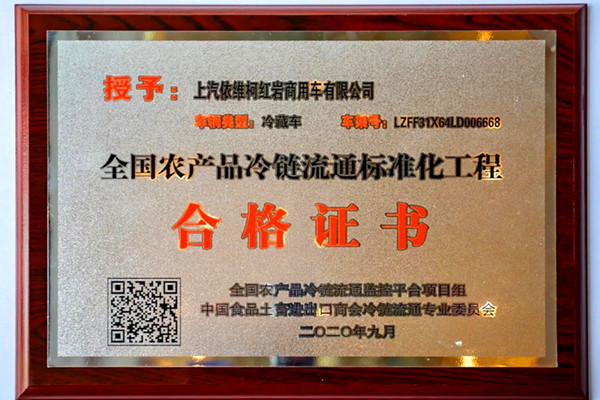 授予：上汽依维柯红岩商用车有限公司
车辆类型：冷藏车 车架号：LZFF31X64LD006668
全国农产品冷链流通标准化工程
合格证书
全国农产品冷链流通监控平台项目组
中国食品土畜进出口商会冷链流通专业委员会
二〇二〇年九月